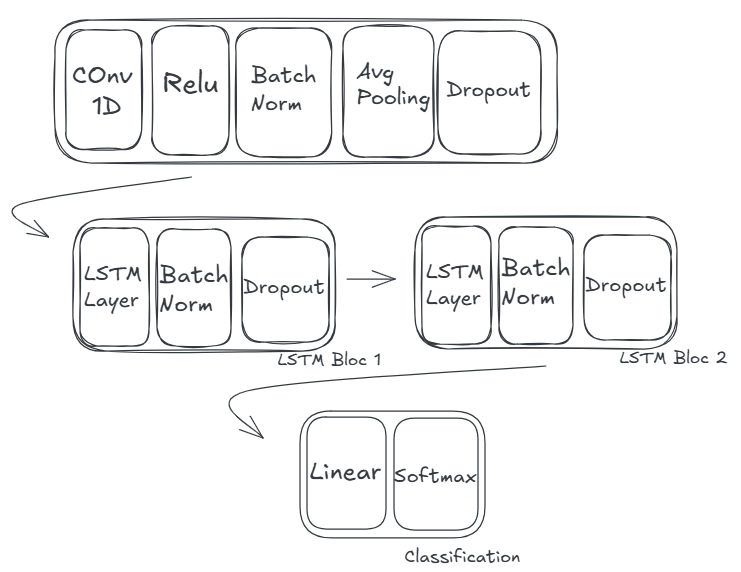 COnv
1D
Relu
Batch
Norm
Avg
Pooling
Dropout
LSTM
Layer
Batch
Norm
Dropout
LSTM Bloc 1
LSTM
Layer
Batch
Norm
Dropout
LSTM Bloc 2
Linear
Softmax
Classification